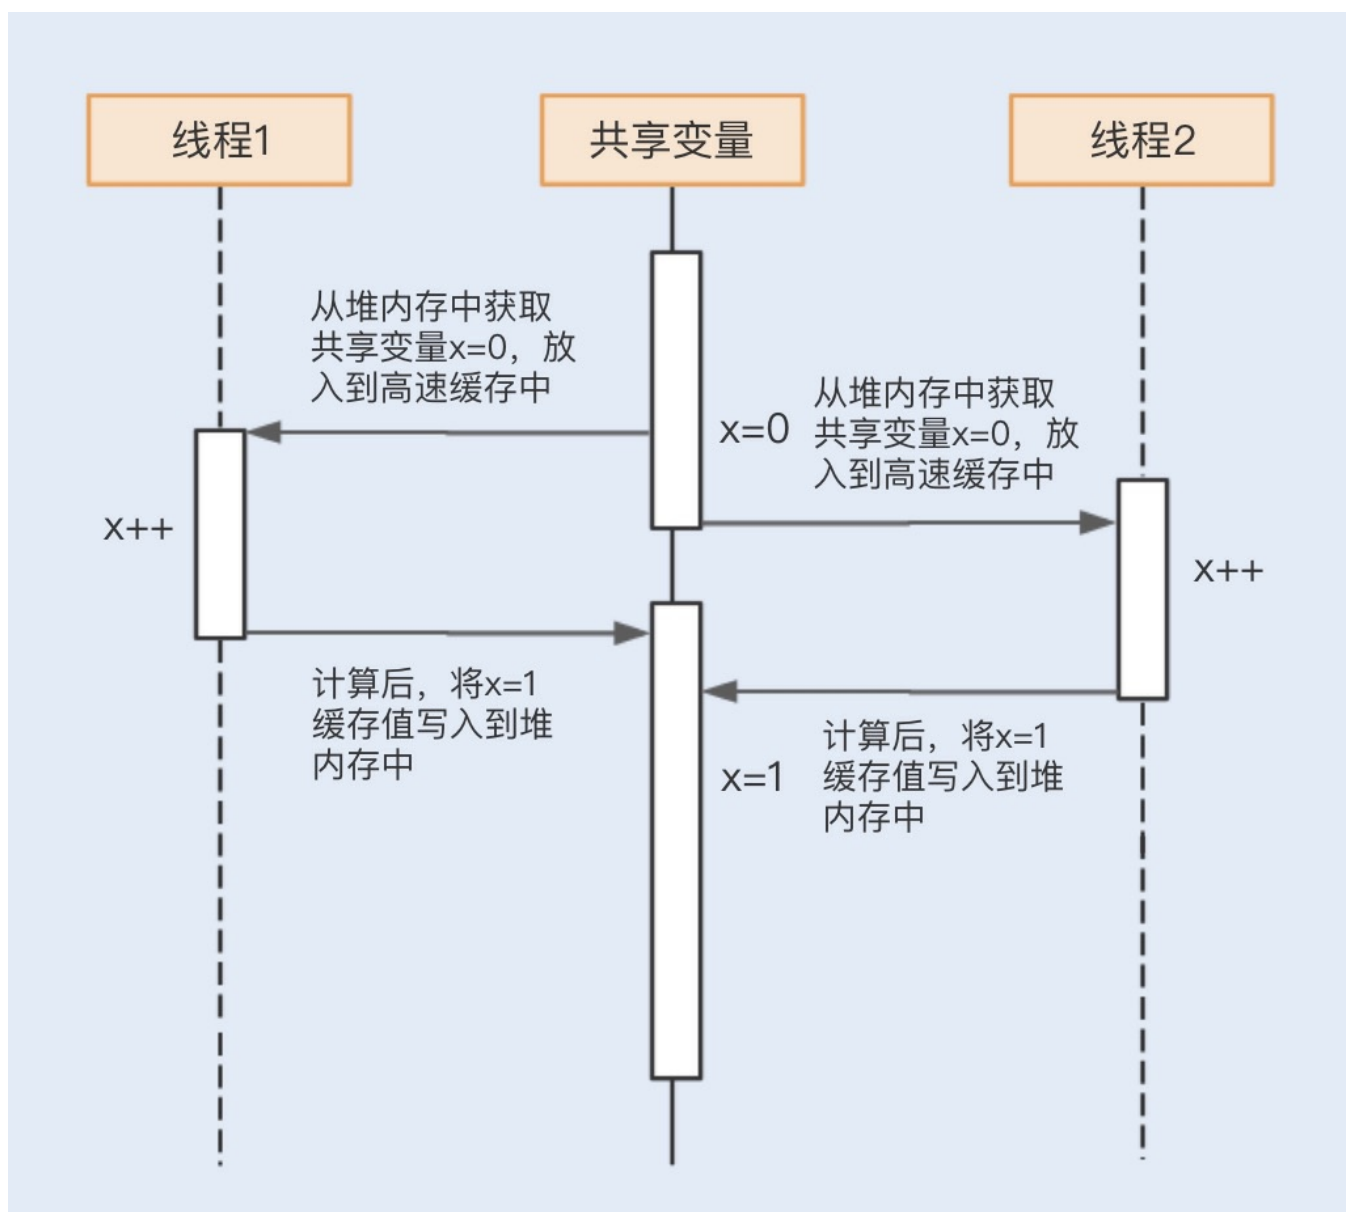 线程1
共享变量
线程2
从堆内存中获取
共享变量x=0，放
入到高速缓存中
x=0
从堆内存中获取
共享变量x=0，放
入到高速缓存中
x++
x++
计算后，将x=1
缓存值写入到堆
内存中
x=1
计算后，将x=1
缓存值写入到堆
内存中